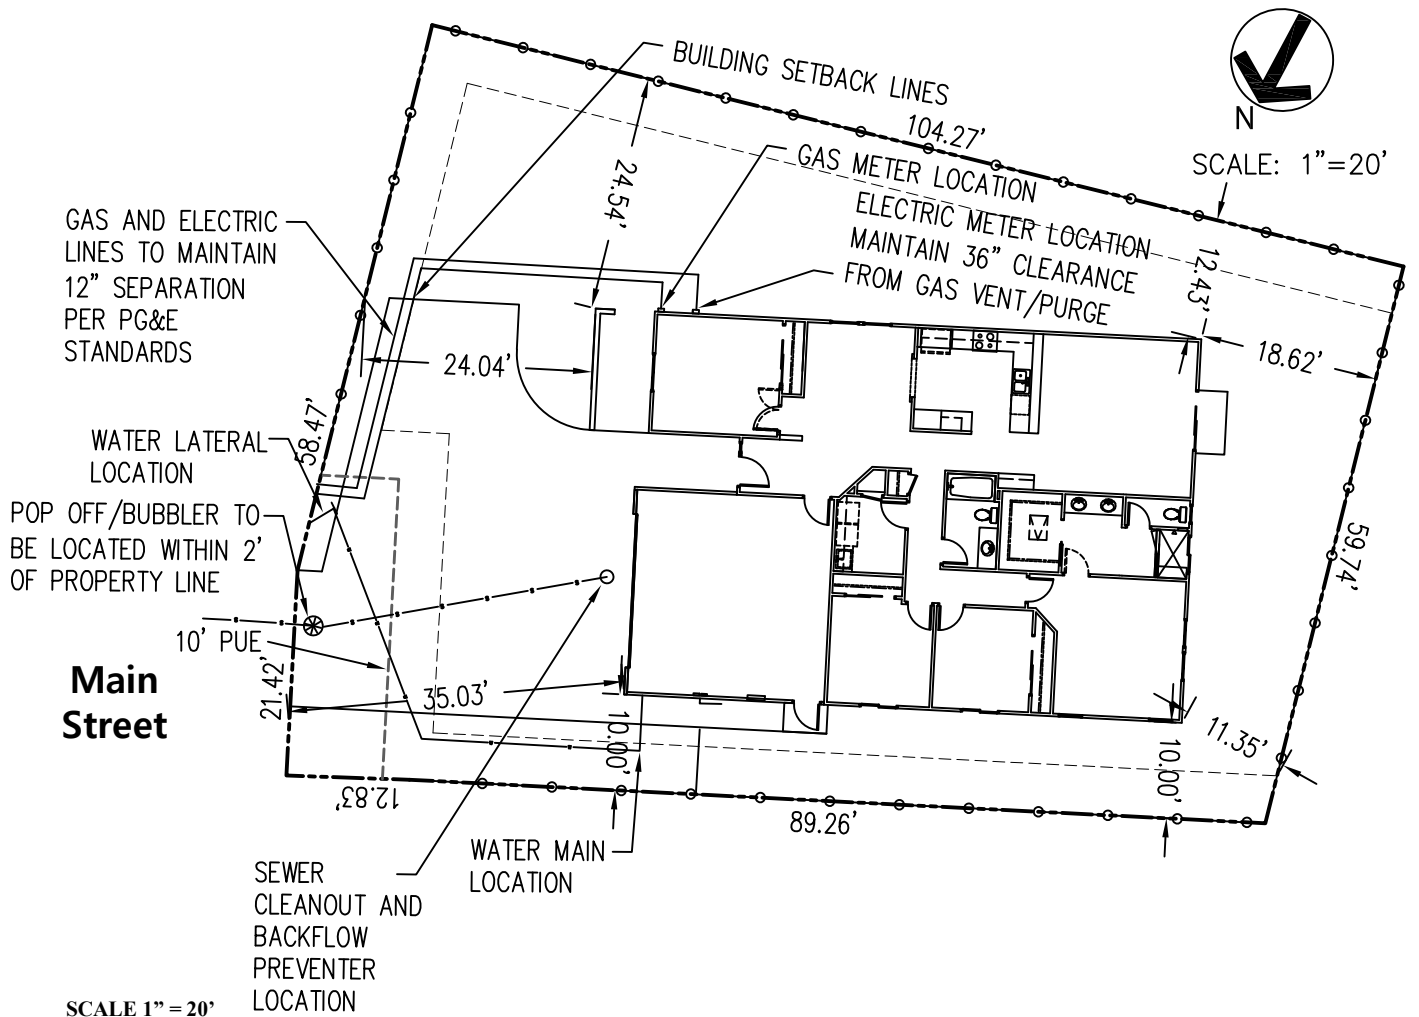 BUILDING SETBACK LINES
104.27'
N
SCALE: 1"=20'
24.54'
GAS METER LOCATION
ELECTRIC METER LOCATION
MAINTAIN 36" CLEARANCE
FROM GAS VENT/PURGE
12.43'
18.62'
GAS AND ELECTRIC
LINES TO MAINTAIN
12" SEPARATION
PER PG&E
STANDARDS
24.04'
58.47'
WATER LATERAL
LOCATION
POP OFF/BUBBLER TO
BE LOCATED WITHIN 2'
OF PROPERTY LINE
10' PUE
Main
Street
21.42'
35.03'
10.00'
12.83'
59.74'
11.35'
10.00'
89.26'
WATER MAIN
LOCATION
SEWER
CLEANOUT AND
BACKFLOW
PREVENTER
LOCATION
SCALE 1” = 20’